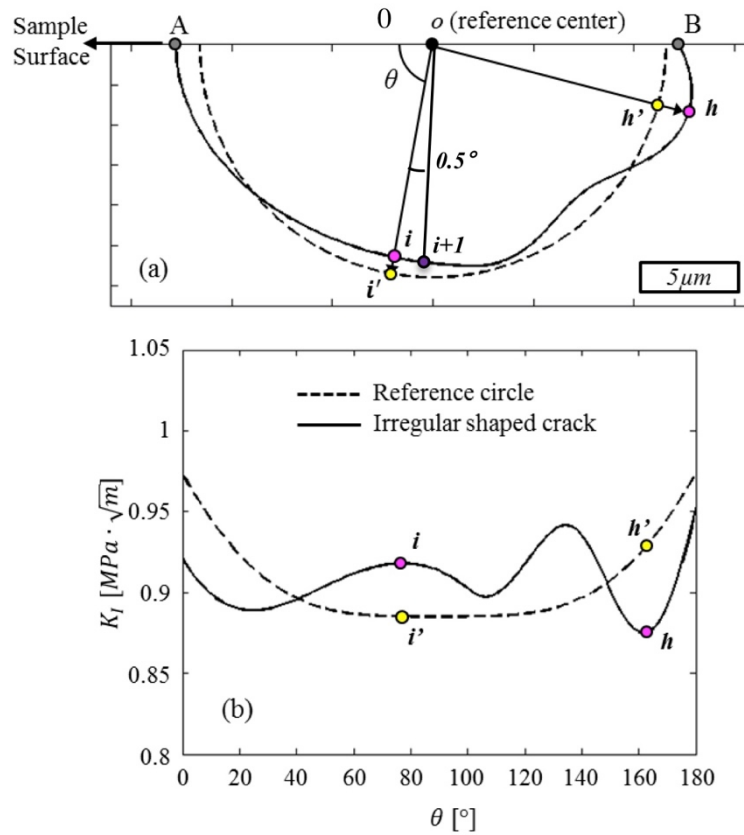 A 0 o (reference center) B
Sample
Surface
θ
h' h
0.5°
i i+1
(a)
i'
5μm
1.05
Reference circle
1
Irregular shaped crack
0.95
h'
i
K_I [MPa · √m]
0.9
i'
h
0.85
(b)
0.8
0 20 40 60 80 100 120 140 160 180
θ [°]